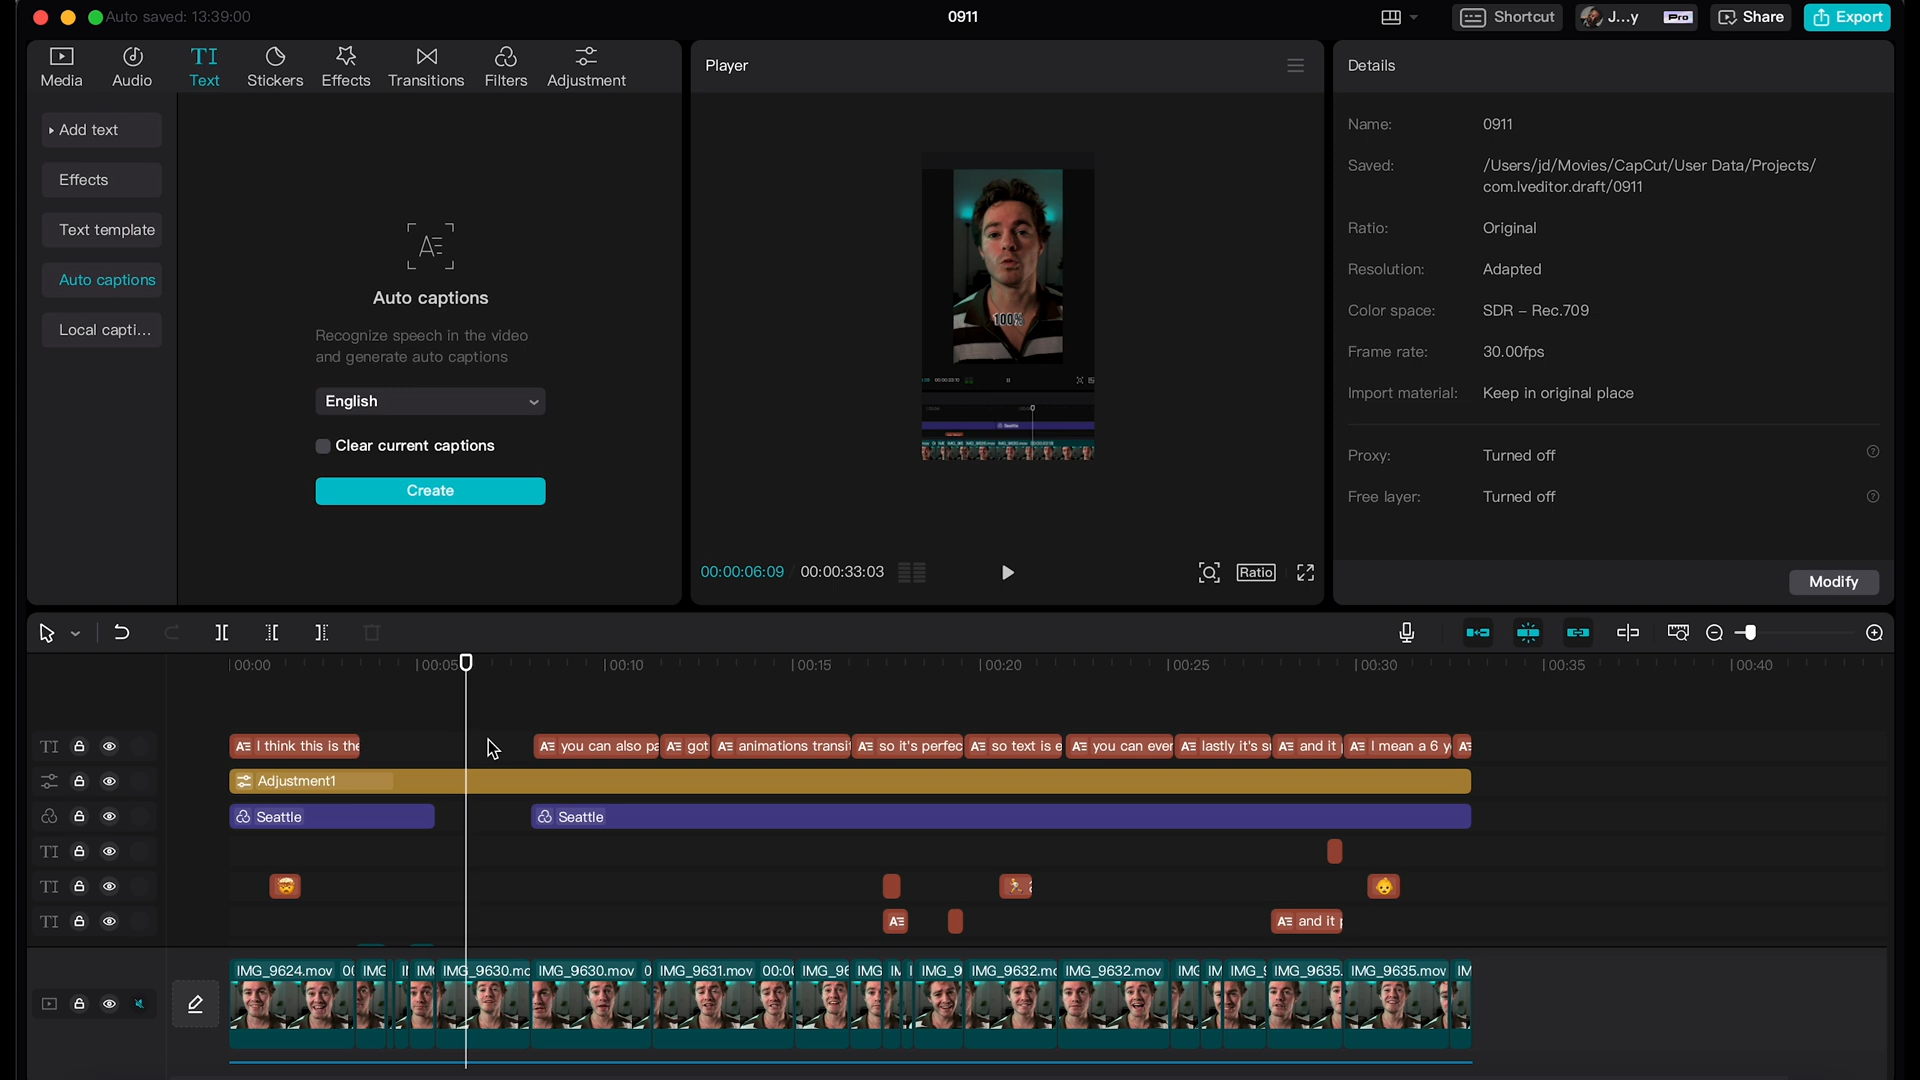 Auto saved: 13:39:00
0911
Shortcut
J...y
Pro
Share
Export
Media
Audio
TI
Text
Stickers
Effects
Transitions
Filters
Adjustment
Add text
Effects
Text template
Auto captions
Local capti...
Auto captions
Recognize speech in the video
and generate auto captions
English
Clear current captions
Create
Player
100%
Seattle
00:00:06:09 / 00:00:33:03
Ratio
Details
Name: 0911
Saved: /Users/jd/Movies/CapCut/User Data/Projects/
com.lveditor.draft/0911
Ratio: Original
Resolution: Adapted
Color space: SDR – Rec.709
Frame rate: 30.00fps
Import material: Keep in original place
Proxy: Turned off
Free layer: Turned off
Modify
00:00 00:05 00:10 00:15 00:20 00:25 00:30 00:35 00:40
TI I think this is the you can also pa got animations transit so it's perfec so text is e you can ever lastly it's su and it I mean a 6 y
Adjustment1
Seattle Seattle
TI
TI
TI and it p
IMG_9624.mov 00 IMG IMG IMG_9630.mo IMG_9630.mov 0 IMG_9631.mov 00:00 IMG_96 IMG IM IMG_9 IMG_9632.mo IMG_9632.mov IMG IM IMG_9 IMG_9635. IMG_9635.mov IM